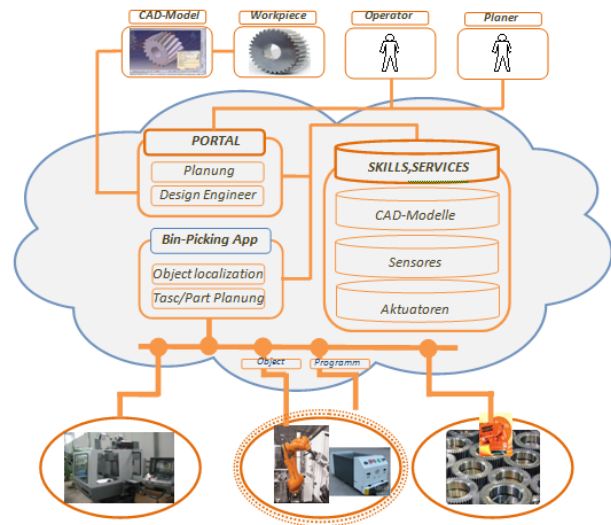 CAD-Model
Workpiece
Operator
Planer
PORTAL
Planung
Design Engineer
SKILLS,SERVICES
CAD-Modelle
Sensores
Aktuatoren
Bin-Picking App
Object localization
Tasc/Part Planung
Object
Programm